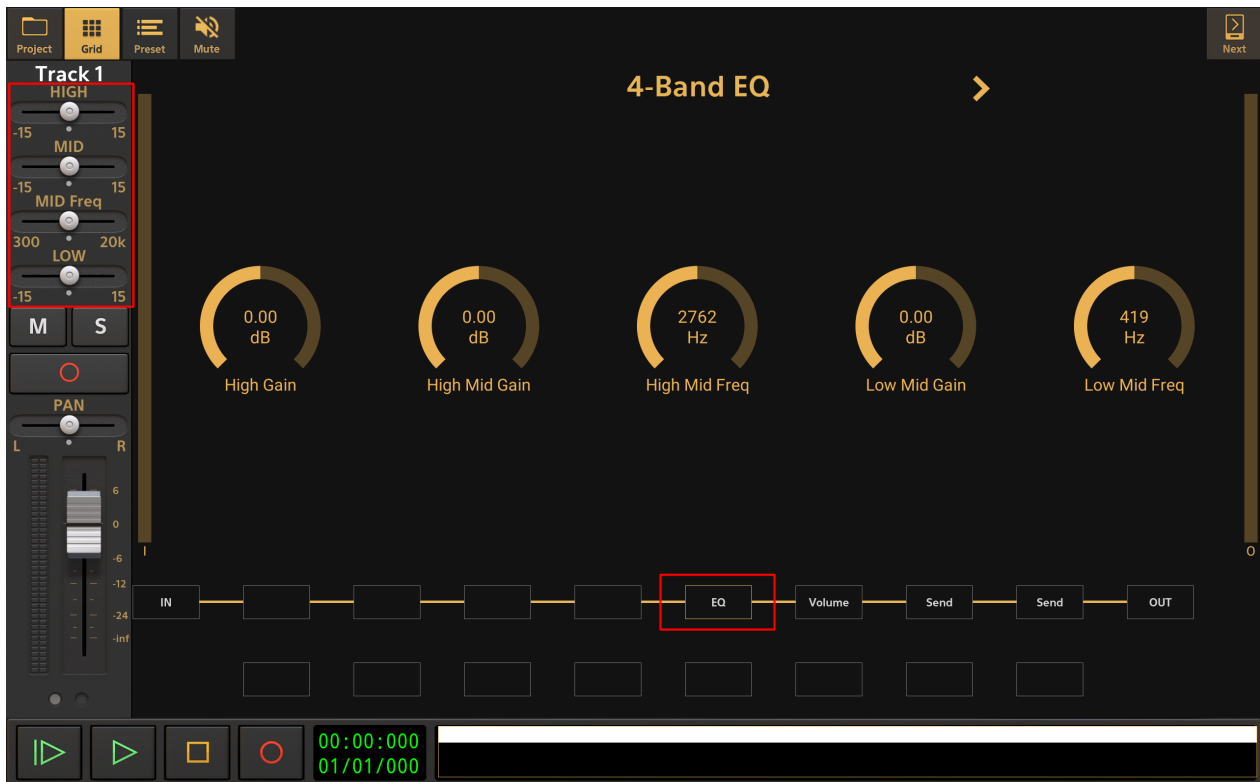 Project
Grid
Preset
Mute
Next
Track 1
HIGH
-15 15
MID
-15 15
MID Freq
300 20k
LOW
-15 15
M S
PAN
L R
6
0
-6
-12
-24
-inf
4-Band EQ
0.00
dB
High Gain
0.00
dB
High Mid Gain
2762
Hz
High Mid Freq
0.00
dB
Low Mid Gain
419
Hz
Low Mid Freq
I
O
IN
EQ
Volume
Send
Send
OUT
00:00:000
01/01/000